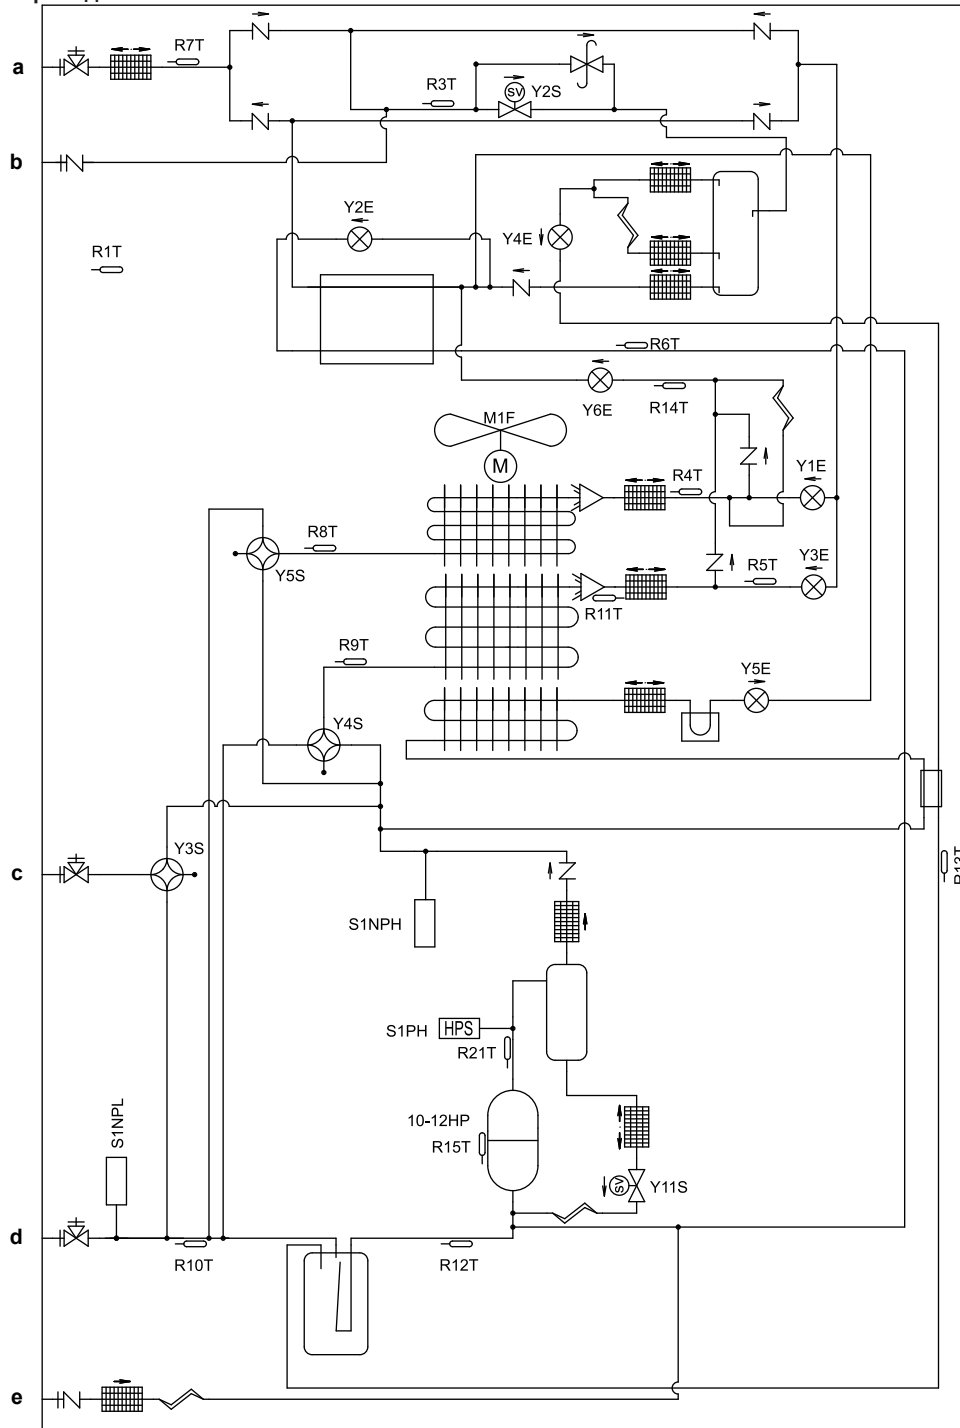 R7T
a
R3T
SV
Y2S
b
Y2E
Y4E
R1T
R6T
Y6E
R14T
M1F
M
R4T
Y1E
R8T
Y5S
R5T
Y3E
R11T
R9T
Y5E
Y4S
Y3S
R13T
c
S1NPH
S1PH
HPS
R21T
10-12HP
R15T
S1NPL
SV
Y11S
d
R10T
R12T
e